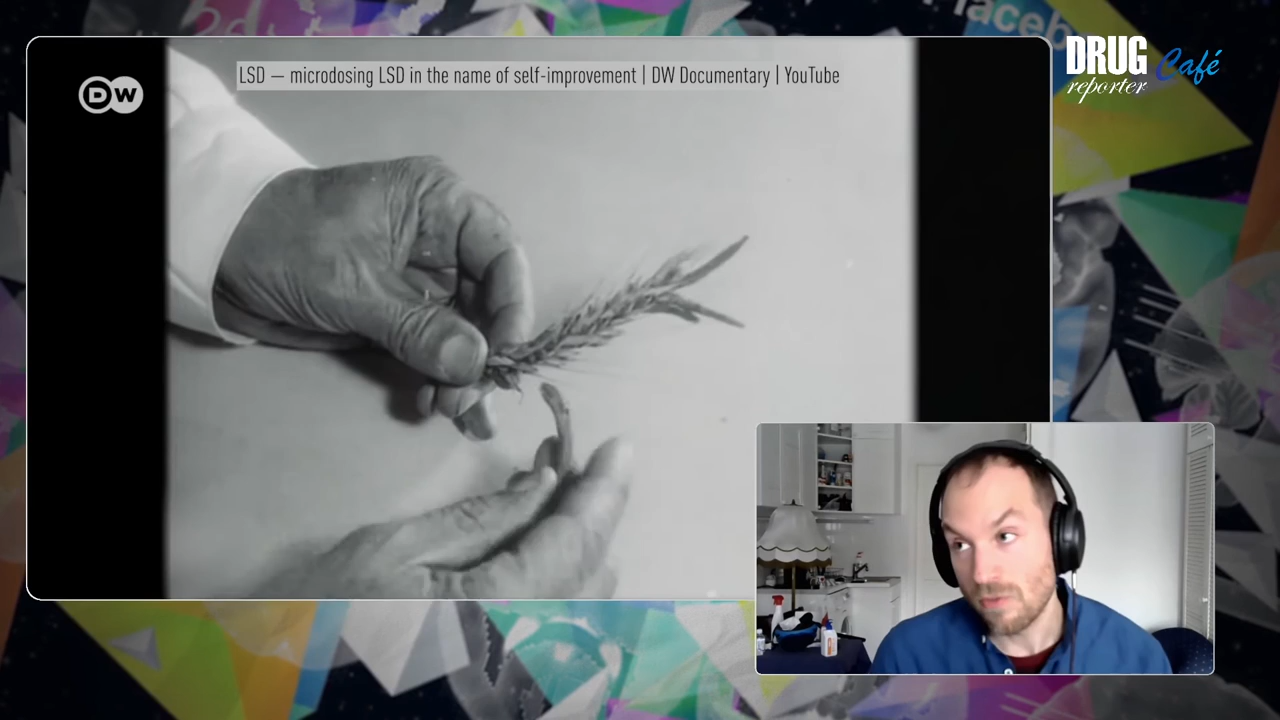 DRUG
reporter Café
LSD — microdosing LSD in the name of self-improvement | DW Documentary | YouTube
DW